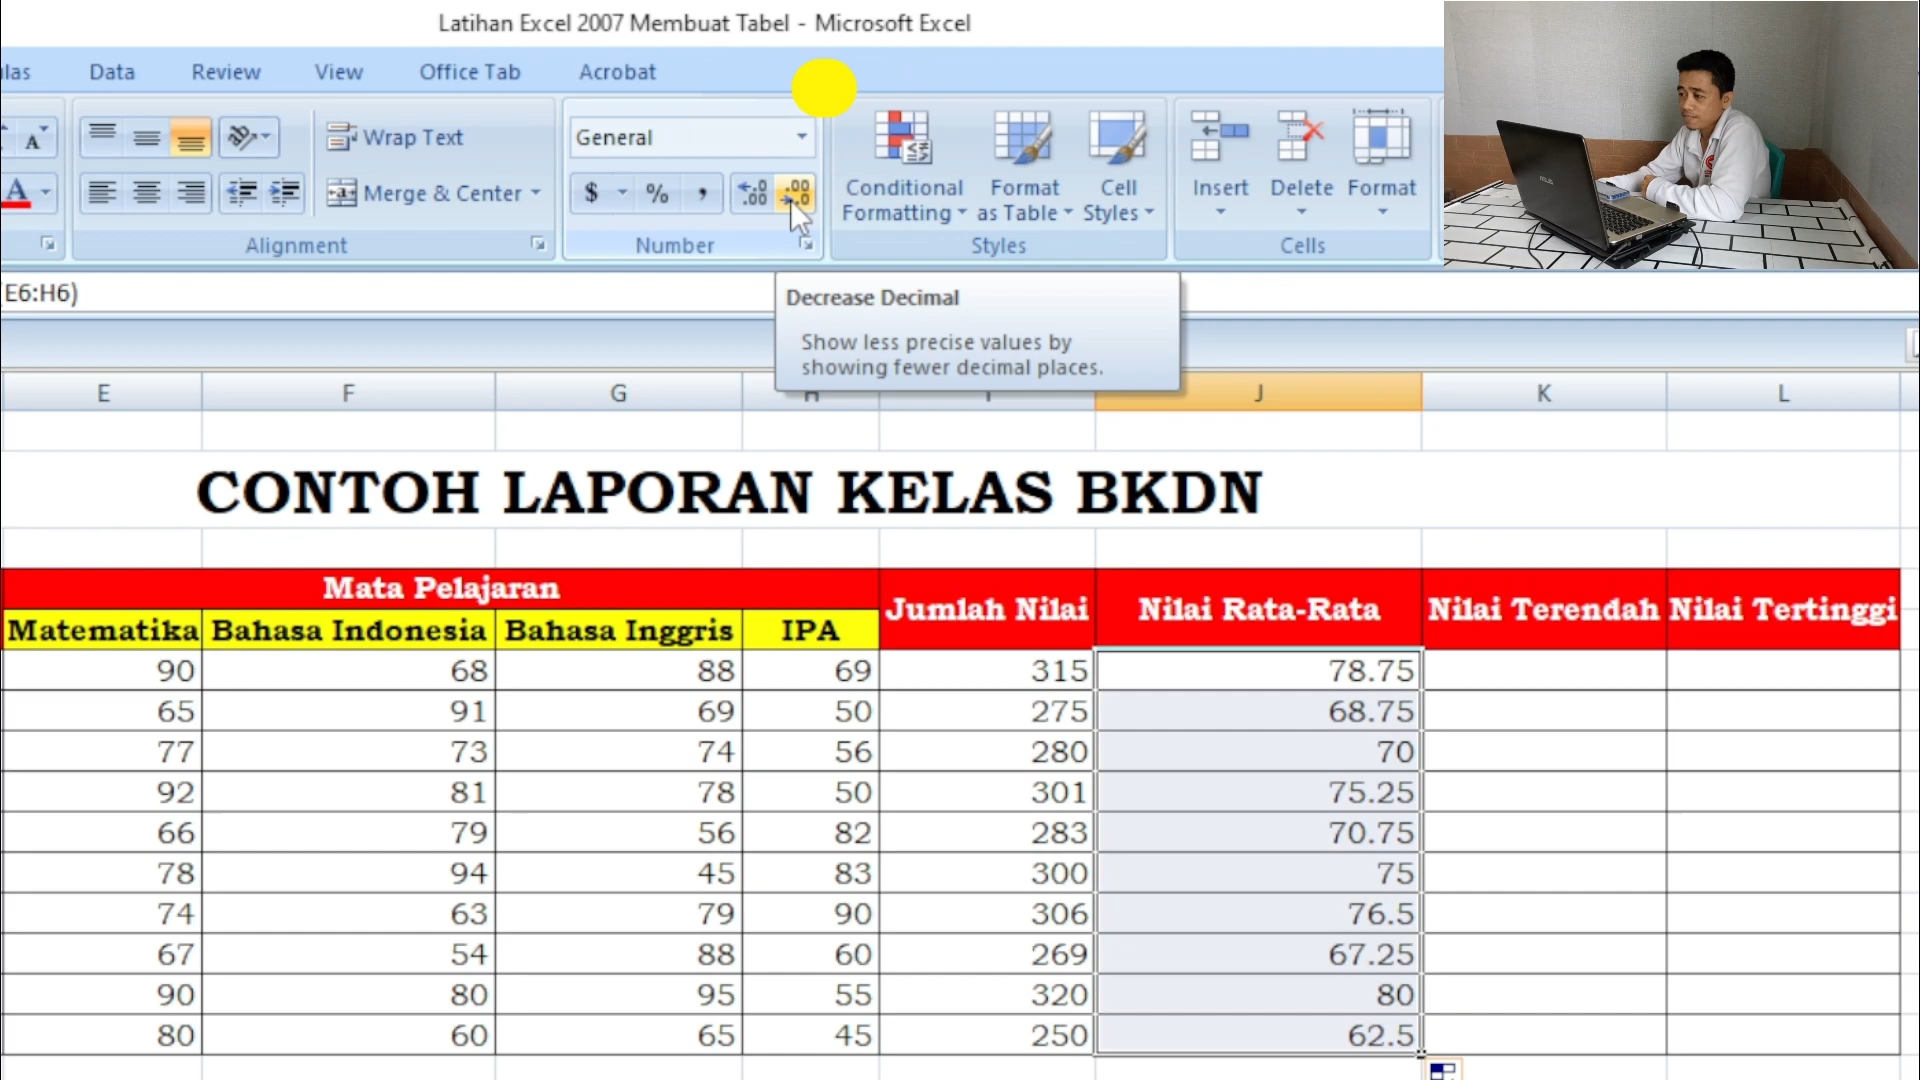 Latihan Excel 2007 Membuat Tabel - Microsoft Excel
Data Review View Office Tab Acrobat
A Wrap Text General
A Merge & Center $ % , Conditional Formatting Format as Table Cell Styles Insert Delete Format
Alignment Number Styles Cells
E6:H6)
Decrease Decimal
Show less precise values by
showing fewer decimal places.
E F G J K L
CONTOH LAPORAN KELAS BKDN
Mata Pelajaran Jumlah Nilai Nilai Rata-Rata Nilai Terendah Nilai Tertinggi
Matematika Bahasa Indonesia Bahasa Inggris IPA
90 68 88 69 315 78.75
65 91 69 50 275 68.75
77 73 74 56 280 70
92 81 78 50 301 75.25
66 79 56 82 283 70.75
78 94 45 83 300 75
74 63 79 90 306 76.5
67 54 88 60 269 67.25
90 80 95 55 320 80
80 60 65 45 250 62.5